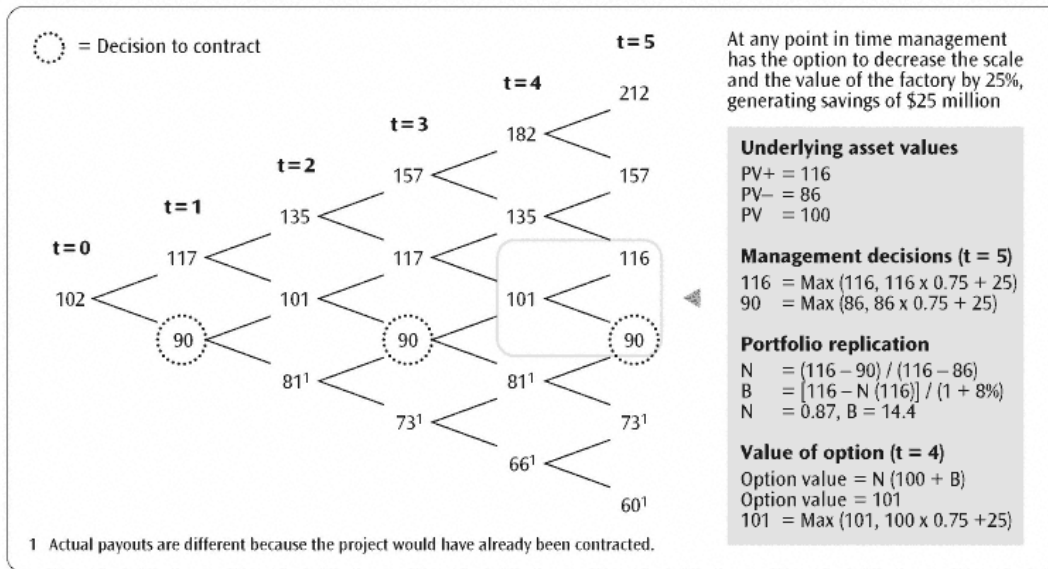 = Decision to contract
t=5
t=4
t=3
t=2
t=1
t=0
212
182
157
157
135
135
117
117
116
102
101
101
90
90
90
81¹
81¹
73¹
73¹
66¹
60¹
1 Actual payouts are different because the project would have already been contracted.
At any point in time management
has the option to decrease the scale
and the value of the factory by 25%,
generating savings of $25 million
Underlying asset values
PV+ = 116
PV– = 86
PV = 100
Management decisions (t = 5)
116 = Max (116, 116 x 0.75 + 25)
90 = Max (86, 86 x 0.75 + 25)
Portfolio replication
N = (116 – 90) / (116 – 86)
B = [116 – N (116)] / (1 + 8%)
N = 0.87, B = 14.4
Value of option (t = 4)
Option value = N (100 + B)
Option value = 101
101 = Max (101, 100 x 0.75 +25)